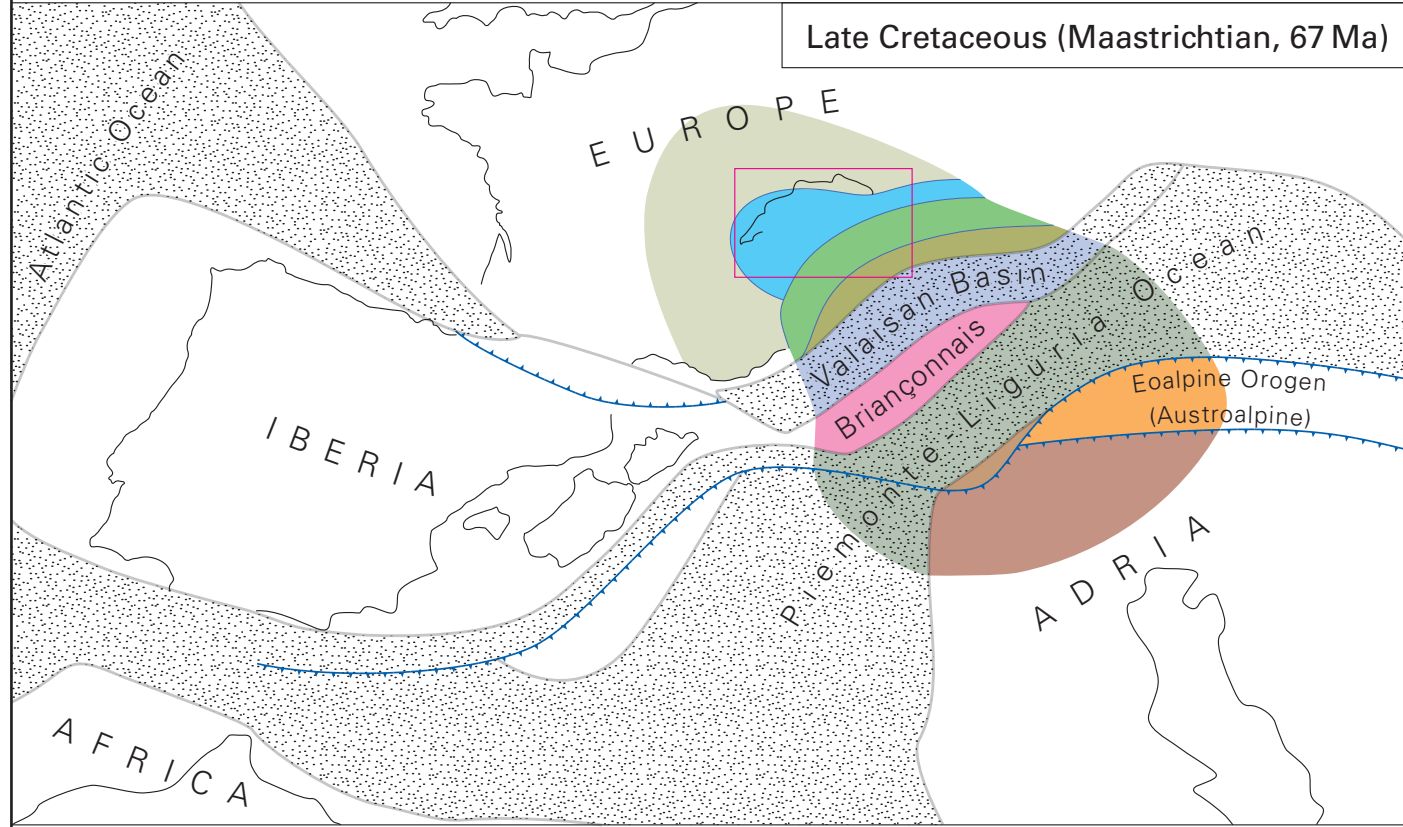 Late Cretaceous (Maastrichtian, 67 Ma)
Atlantic Ocean
EUROPE
Valaisan Basin
Briançonnais
Piemonte-Liguria Ocean
Eoalpine Orogen
(Austroalpine)
IBERIA
ADRIA
AFRICA